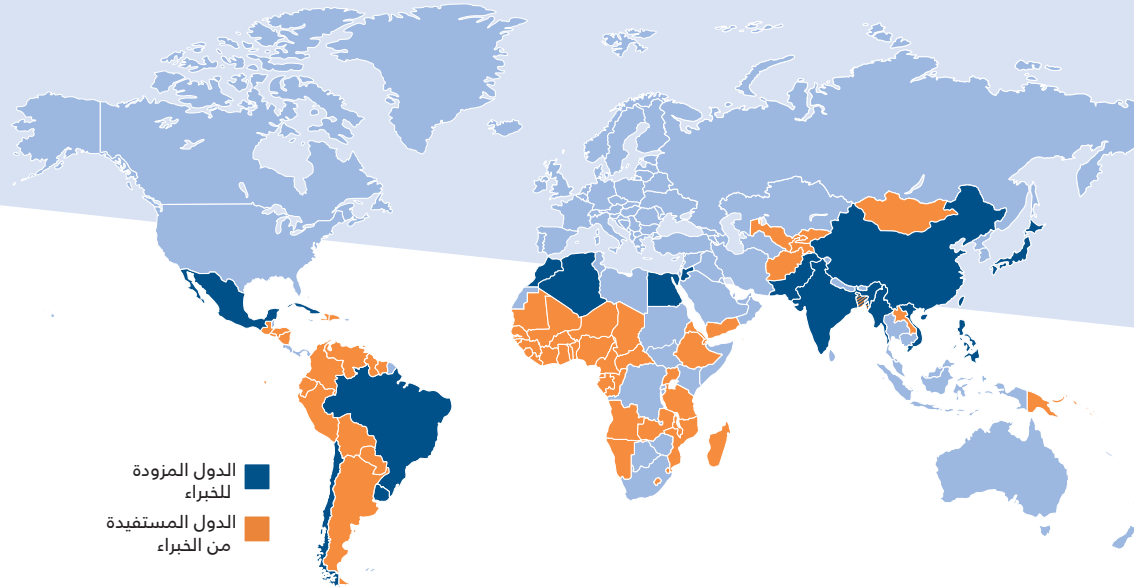 الدول المزودة
للخبراء
الدول المستفيدة
من الخبراء